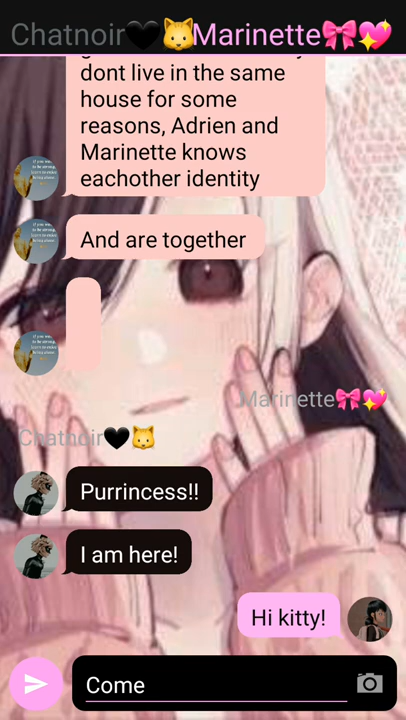 Chatnoir🖤🐱Marinette🎀💖
dont live in the same
house for some
reasons, Adrien and
Marinette knows
eachother identity
And are together
Marinette🎀💖
Chatnoir🖤🐱
Purrincess!!
I am here!
Hi kitty!
Come